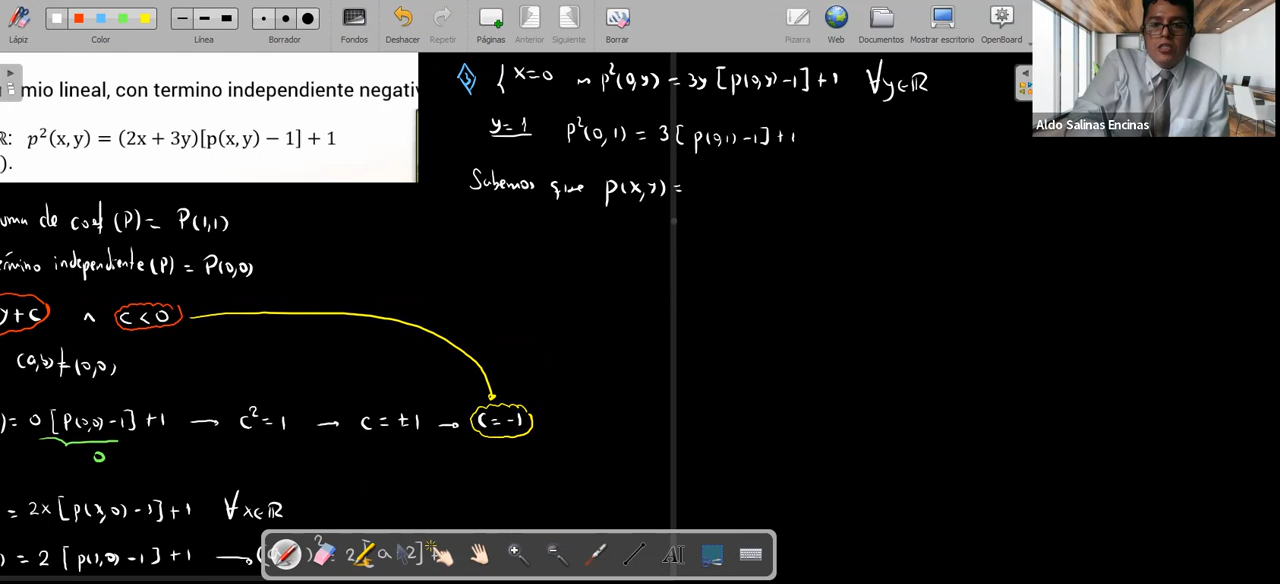 Lápiz
Color
Línea
Borrador
Fondos
Deshacer
Repetir
Páginas
Anterior
Siguiente
Borrar
Pizarra
Web
Documentos
Mostrar escritorio
OpenBoard
Aldo Salinas Encinas
mio lineal, con termino independiente negati
p²(x,y) = (2x + 3y)[p(x,y) − 1] + 1
).
uma de coef (P) = P(1,1)
érmino independiente (P) = P(0,0)
y+c ∧ c < 0
(a,b) ≠ (0,0)
) = 0 [P(0,0) -1] + 1 → c² = 1 → c = ±1 → c = -1
0
= 2x [p(x,0) -1] + 1 ∀x∈ℝ
) = 2 [p(1,0) -1] + 1 →
3 { x=0 → p²(0,y) = 3y [p(0,y) -1] + 1 ∀y∈ℝ
y=1 p²(0,1) = 3 [p(0,1) -1] + 1
Sabemos que p(x,y) =